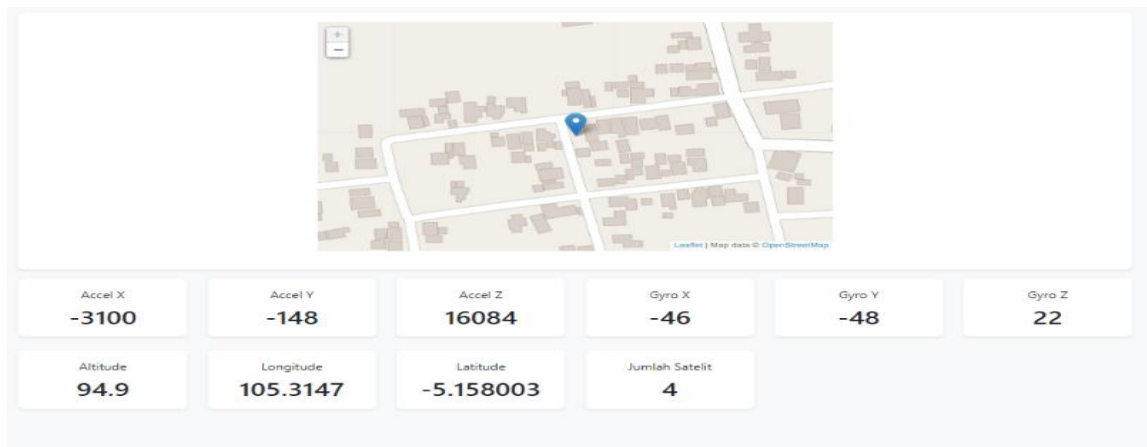 +
−
Leaflet | Map data © OpenStreetMap
Accel X
-3100
Accel Y
-148
Accel Z
16084
Gyro X
-46
Gyro Y
-48
Gyro Z
22
Altitude
94.9
Longitude
105.3147
Latitude
-5.158003
Jumlah Satelit
4